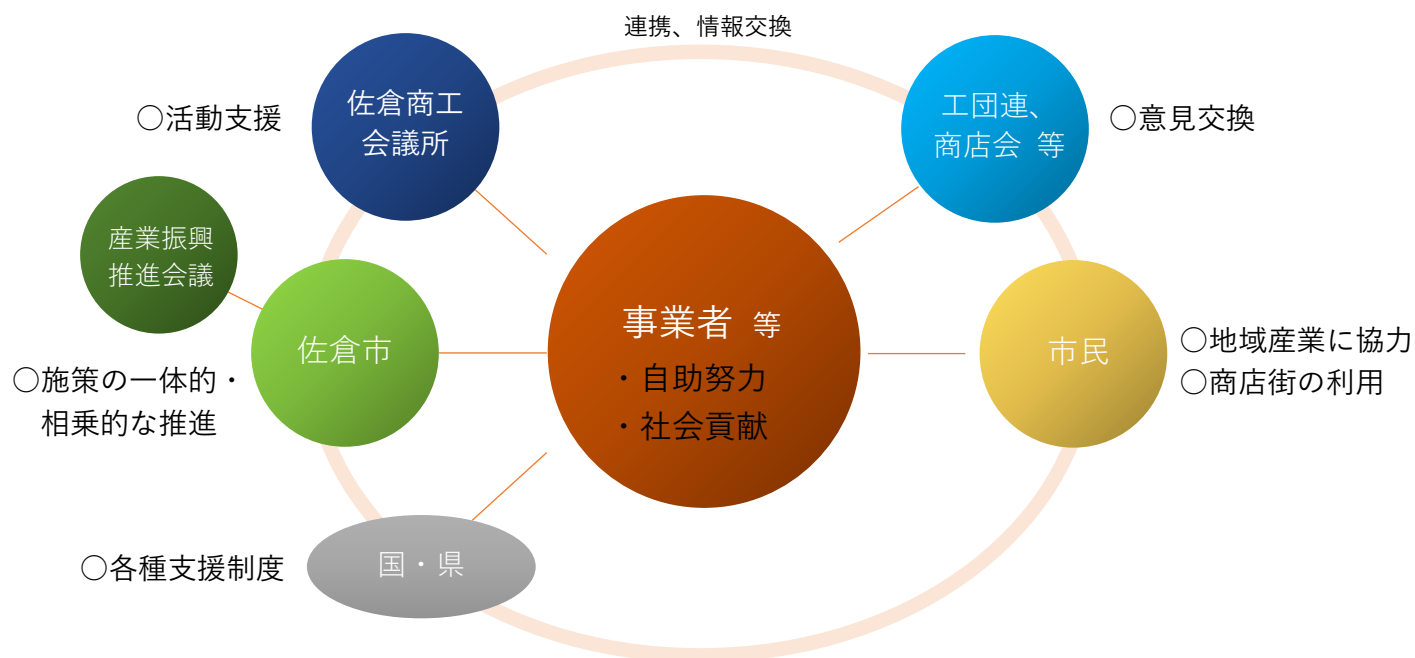 連携、情報交換
佐倉商工
会議所
○活動支援
工団連、
商店会 等
○意見交換
産業振興
推進会議
佐倉市
○施策の一体的・
相乗的な推進
事業者 等
・自助努力
・社会貢献
市民
○地域産業に協力
○商店街の利用
国・県
○各種支援制度